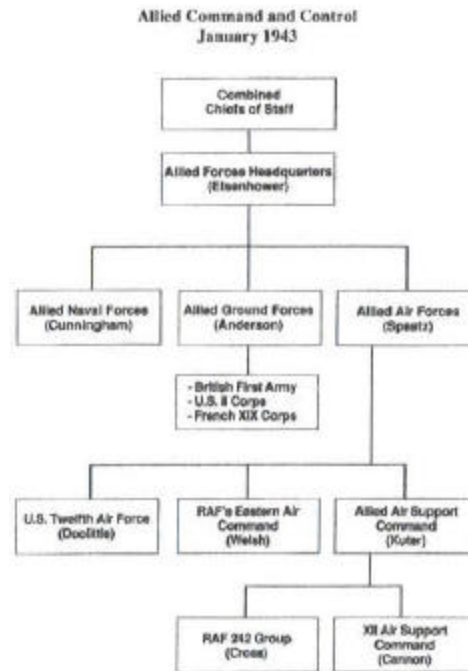 Allied Command and Control
January 1943
Combined
Chiefs of Staff
Allied Forces Headquarters
(Eisenhower)
Allied Naval Forces
(Cunningham)
Allied Ground Forces
(Anderson)
Allied Air Forces
(Spaatz)
- British First Army
- U.S. II Corps
- French XIX Corps
U.S. Twelfth Air Force
(Doolittle)
RAF's Eastern Air
Command
(Welsh)
Allied Air Support
Command
(Kuter)
RAF 242 Group
(Cross)
XII Air Support
Command
(Cannon)